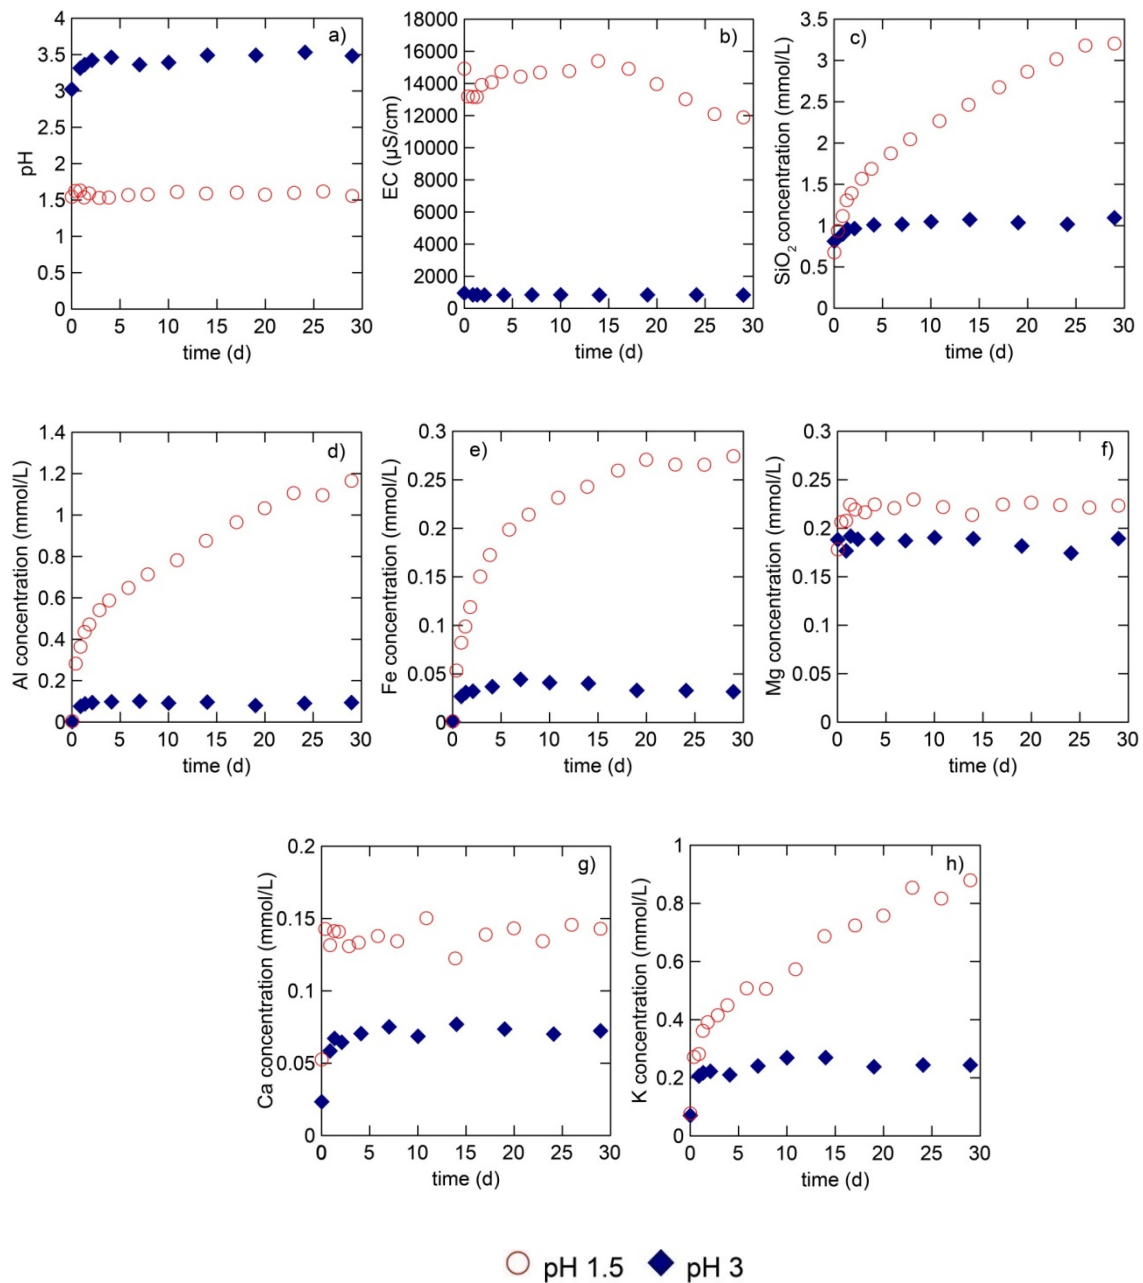 a)
pH
4
3.5
3
2.5
2
1.5
1
0.5
0
0 5 10 15 20 25 30
time (d)
b)
EC (µS/cm)
18000
16000
14000
12000
10000
8000
6000
4000
2000
0
0 5 10 15 20 25 30
time (d)
c)
SiO₂ concentration (mmol/L)
3.5
3
2.5
2
1.5
1
0.5
0
0 5 10 15 20 25 30
time (d)
d)
Al concentration (mmol/L)
1.4
1.2
1
0.8
0.6
0.4
0.2
0
0 5 10 15 20 25 30
time (d)
e)
Fe concentration (mmol/L)
0.3
0.25
0.2
0.15
0.1
0.05
0
0 5 10 15 20 25 30
time (d)
f)
Mg concentration (mmol/L)
0.3
0.25
0.2
0.15
0.1
0.05
0
0 5 10 15 20 25 30
time (d)
g)
Ca concentration (mmol/L)
0.2
0.15
0.1
0.05
0
0 5 10 15 20 25 30
time (d)
h)
K concentration (mmol/L)
1
0.8
0.6
0.4
0.2
0
0 5 10 15 20 25 30
time (d)
pH 1.5 pH 3